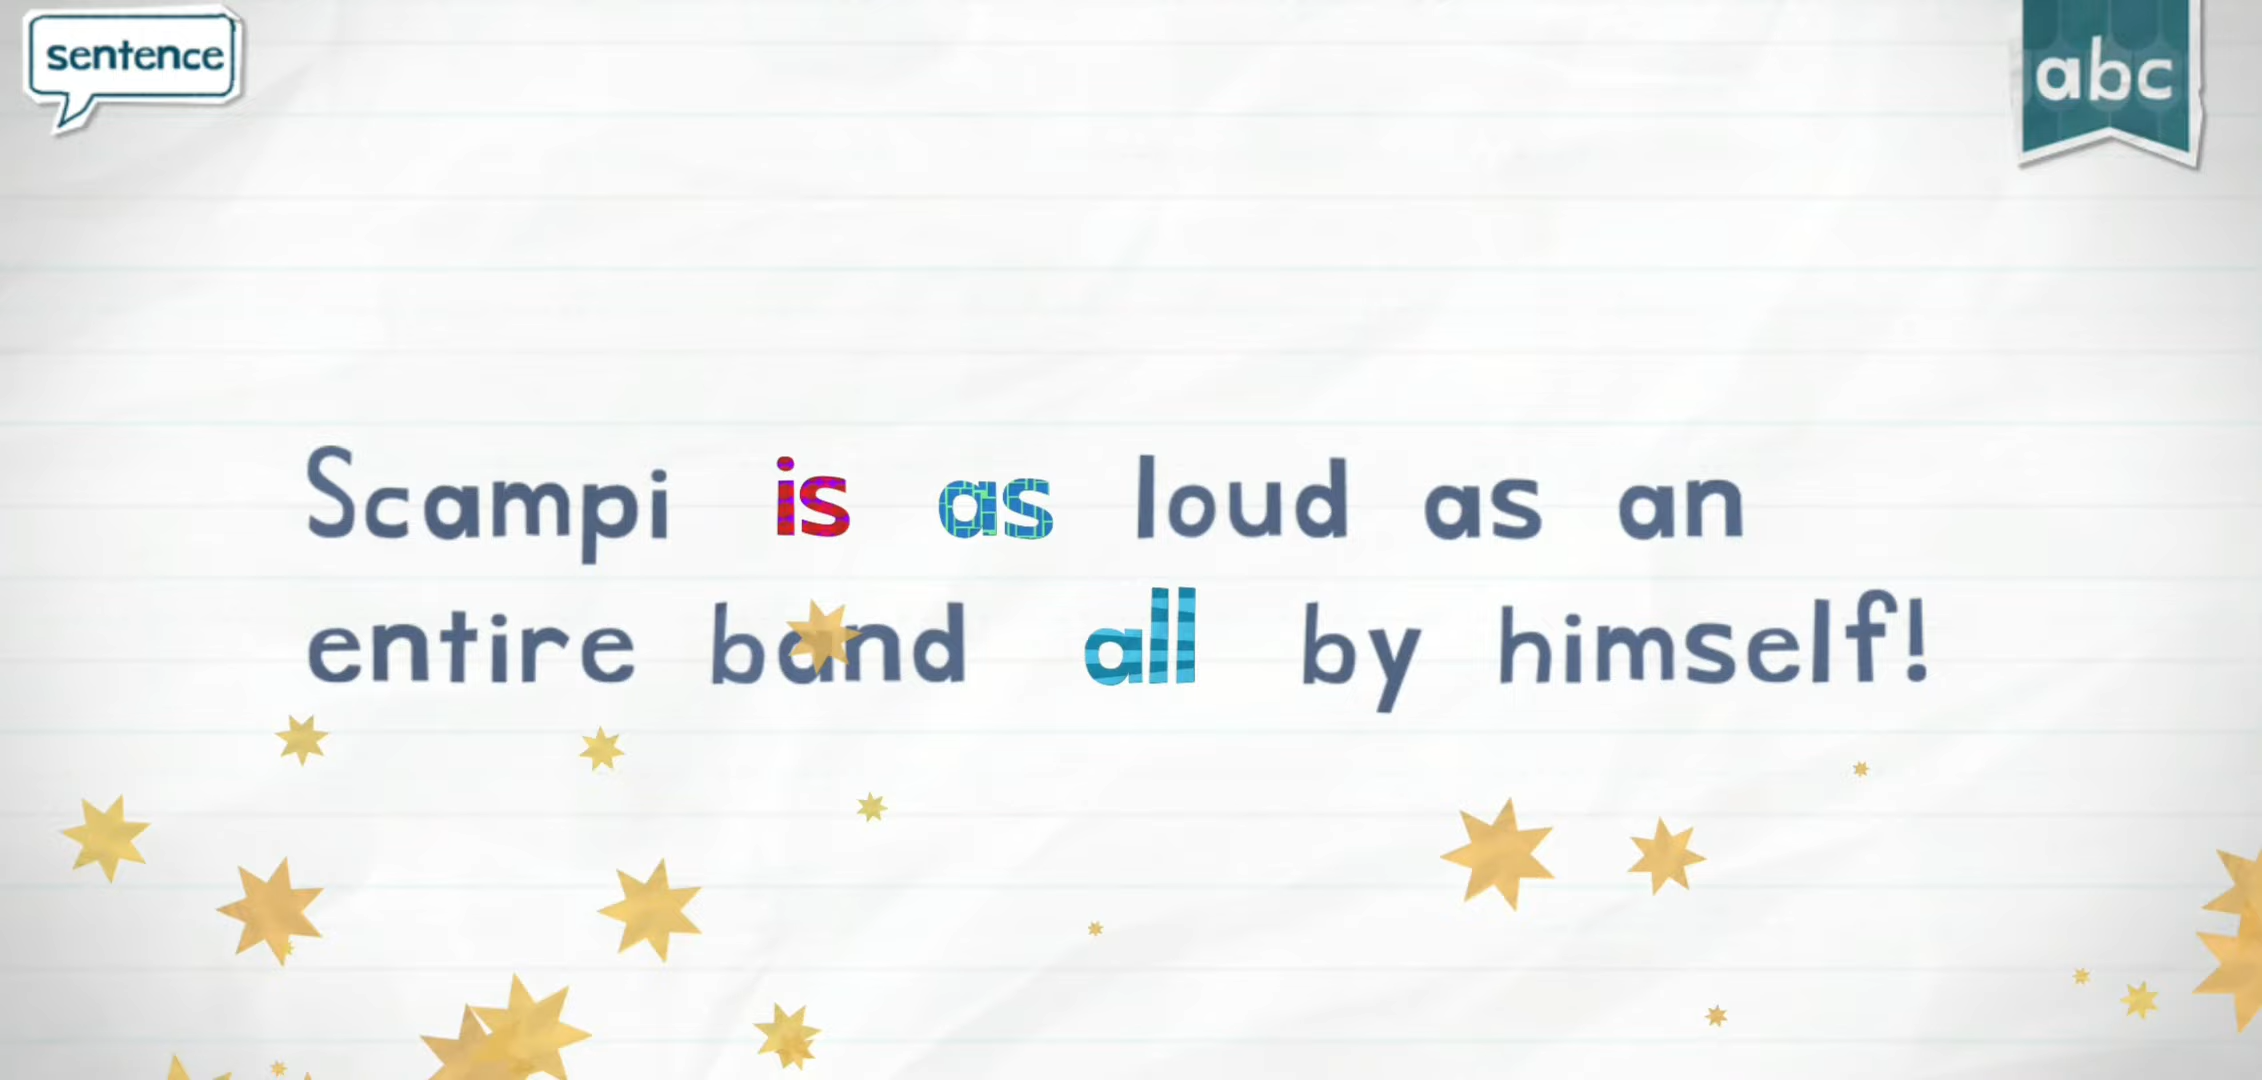 sentence
abc
Scampi is as loud as an
entire band all by himself!